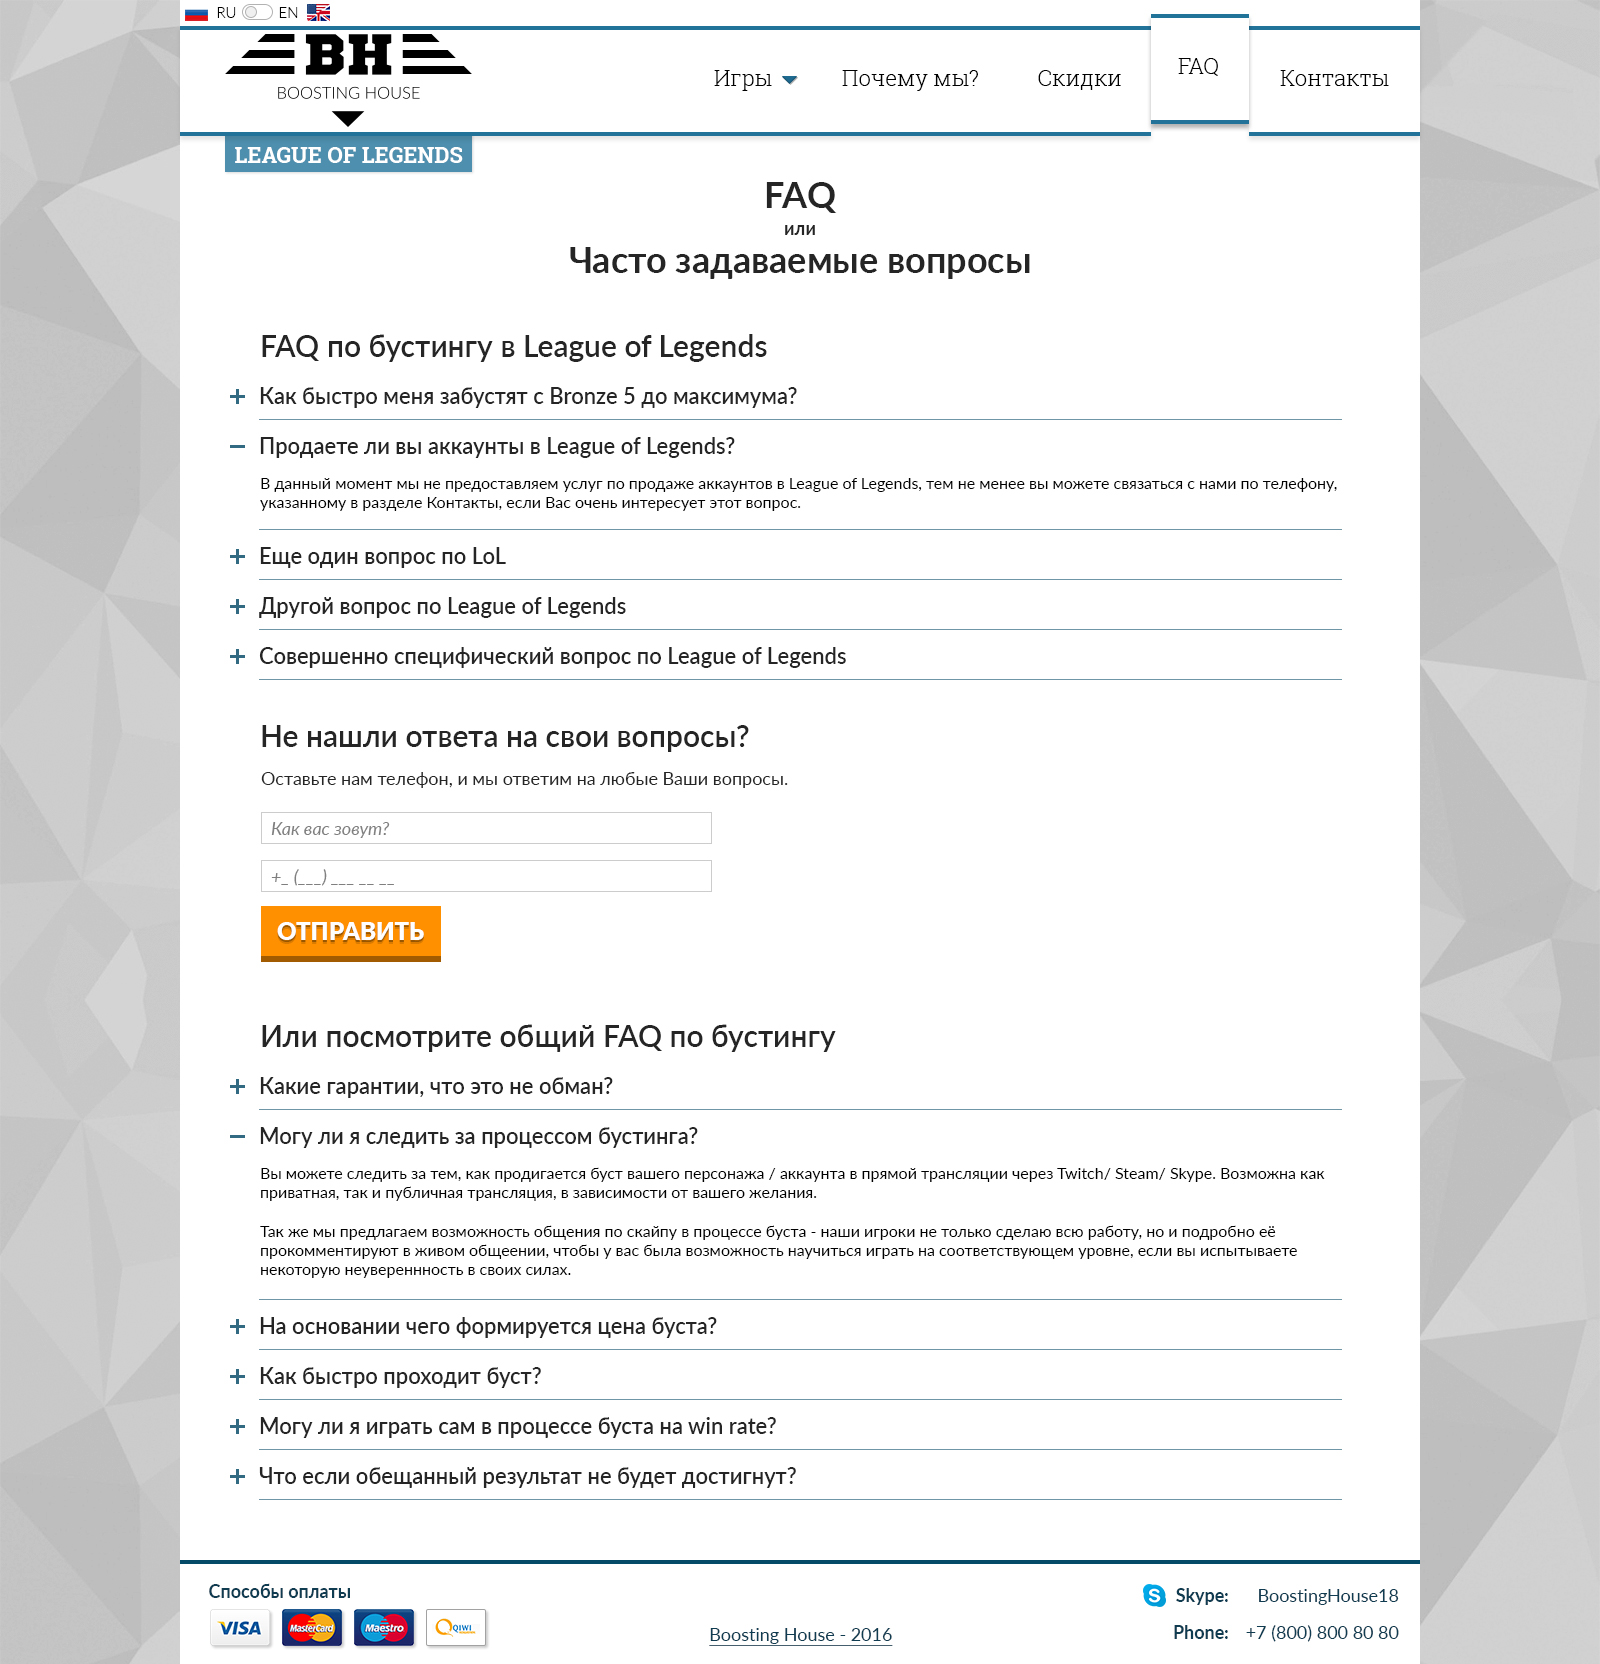 RU EN
BH
BOOSTING HOUSE
Игры Почему мы? Скидки FAQ Контакты
LEAGUE OF LEGENDS
FAQ
или
Часто задаваемые вопросы
FAQ по бустингу в League of Legends
+ Как быстро меня забустят с Bronze 5 до максимума?
− Продаете ли вы аккаунты в League of Legends?
В данный момент мы не предоставляем услуг по продаже аккаунтов в League of Legends, тем не менее вы можете связаться с нами по телефону,
указанному в разделе Контакты, если Вас очень интересует этот вопрос.
+ Еще один вопрос по LoL
+ Другой вопрос по League of Legends
+ Совершенно специфический вопрос по League of Legends
Не нашли ответа на свои вопросы?
Оставьте нам телефон, и мы ответим на любые Ваши вопросы.
Как вас зовут?
+_ (___) ___ __ __
ОТПРАВИТЬ
Или посмотрите общий FAQ по бустингу
+ Какие гарантии, что это не обман?
− Могу ли я следить за процессом бустинга?
Вы можете следить за тем, как продигается буст вашего персонажа / аккаунта в прямой трансляции через Twitch/ Steam/ Skype. Возможна как
приватная, так и публичная трансляция, в зависимости от вашего желания.
Так же мы предлагаем возможность общения по скайпу в процессе буста - наши игроки не только сделаю всю работу, но и подробно её
прокомментируют в живом общеении, чтобы у вас была возможность научиться играть на соответствующем уровне, если вы испытываете
некоторую неувереннность в своих силах.
+ На основании чего формируется цена буста?
+ Как быстро проходит буст?
+ Могу ли я играть сам в процессе буста на win rate?
+ Что если обещанный результат не будет достигнут?
Способы оплаты
VISA MasterCard Maestro QIWI
Boosting House - 2016
Skype: BoostingHouse18
Phone: +7 (800) 800 80 80